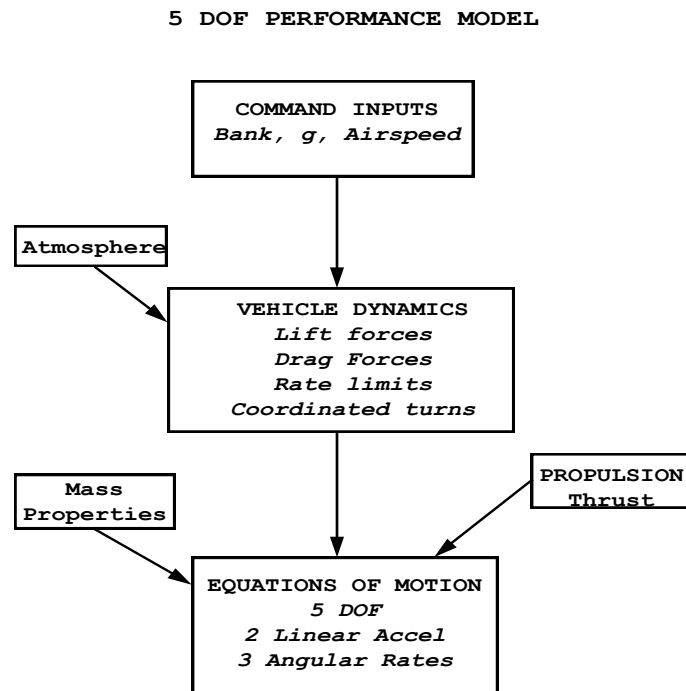 5 DOF PERFORMANCE MODEL
COMMAND INPUTS
Bank, g, Airspeed
Atmosphere
VEHICLE DYNAMICS
Lift forces
Drag Forces
Rate limits
Coordinated turns
Mass
Properties
PROPULSION
Thrust
EQUATIONS OF MOTION
5 DOF
2 Linear Accel
3 Angular Rates